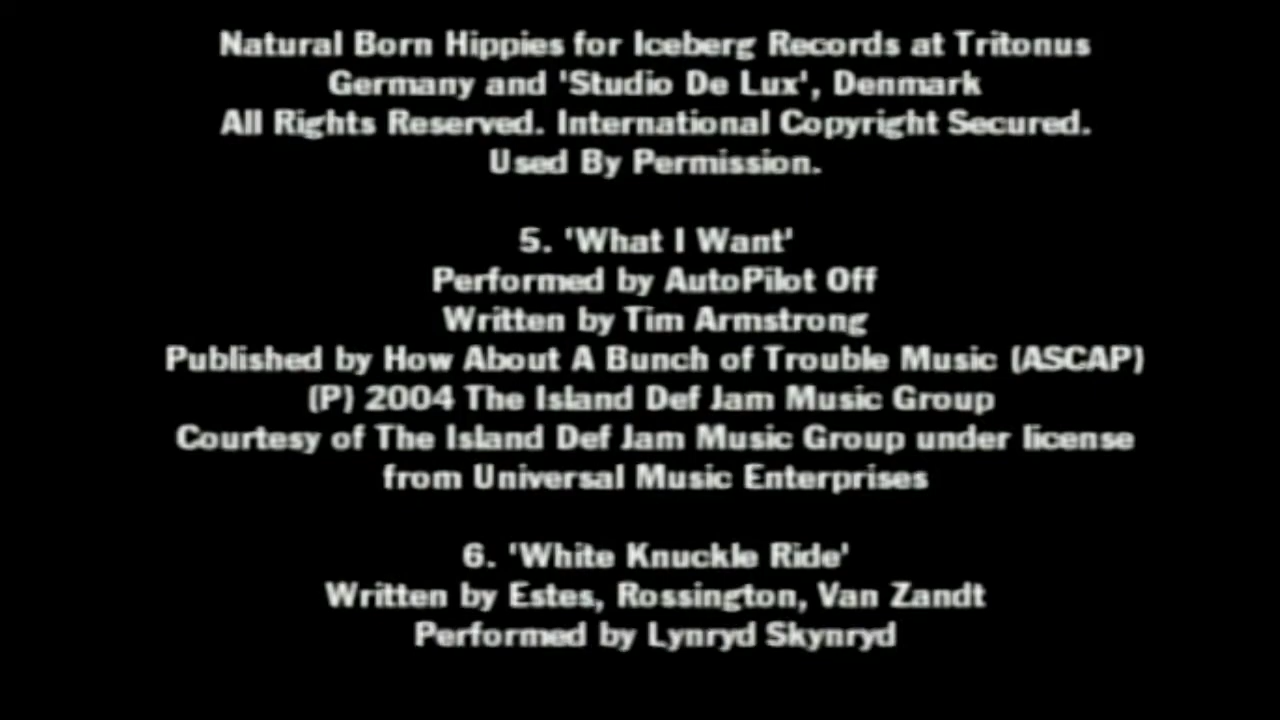 Natural Born Hippies for Iceberg Records at Tritonus
Germany and 'Studio De Lux', Denmark
All Rights Reserved. International Copyright Secured.
Used By Permission.
5. 'What I Want'
Performed by AutoPilot Off
Written by Tim Armstrong
Published by How About A Bunch of Trouble Music (ASCAP)
(P) 2004 The Island Def Jam Music Group
Courtesy of The Island Def Jam Music Group under license
from Universal Music Enterprises
6. 'White Knuckle Ride'
Written by Estes, Rossington, Van Zandt
Performed by Lynryd Skynryd